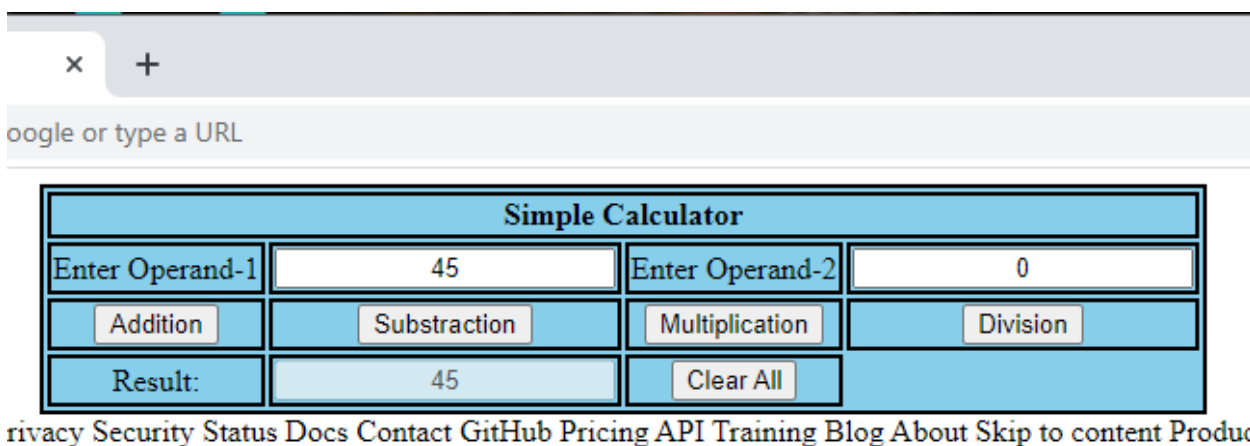 oogle or type a URL
Simple Calculator
Enter Operand-1 45 Enter Operand-2 0
Addition Substraction Multiplication Division
Result: 45 Clear All
rivacy Security Status Docs Contact GitHub Pricing API Training Blog About Skip to content Produc